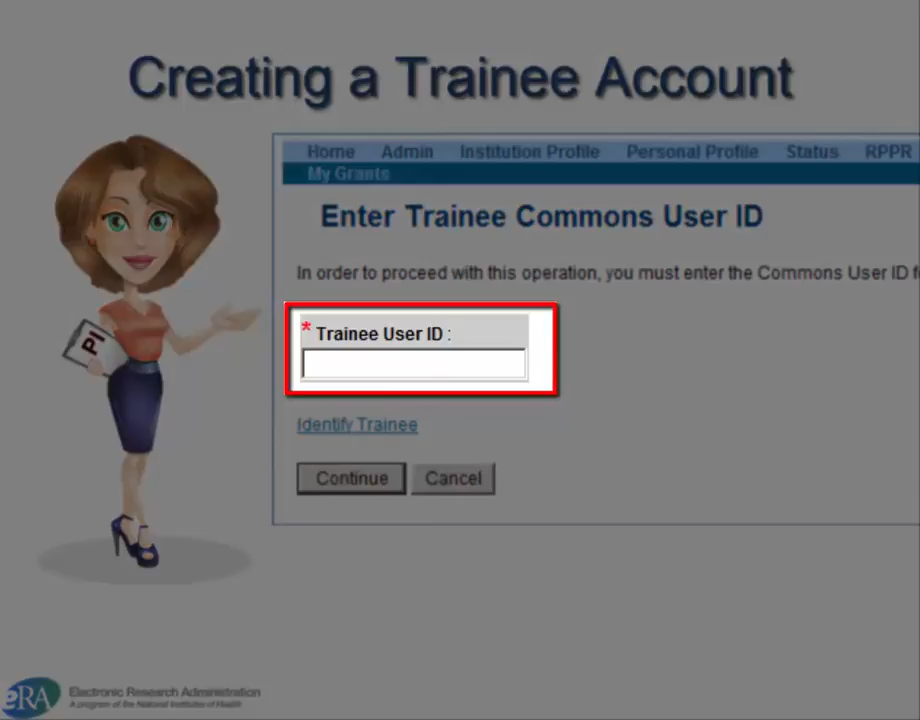 Creating a Trainee Account
Home Admin Institution Profile Personal Profile Status RPPR
My Grants
Enter Trainee Commons User ID
In order to proceed with this operation, you must enter the Commons User ID f
* Trainee User ID :
PI
Identify Trainee
Continue Cancel
eRA Electronic Research Administration
A program of the National Institutes of Health